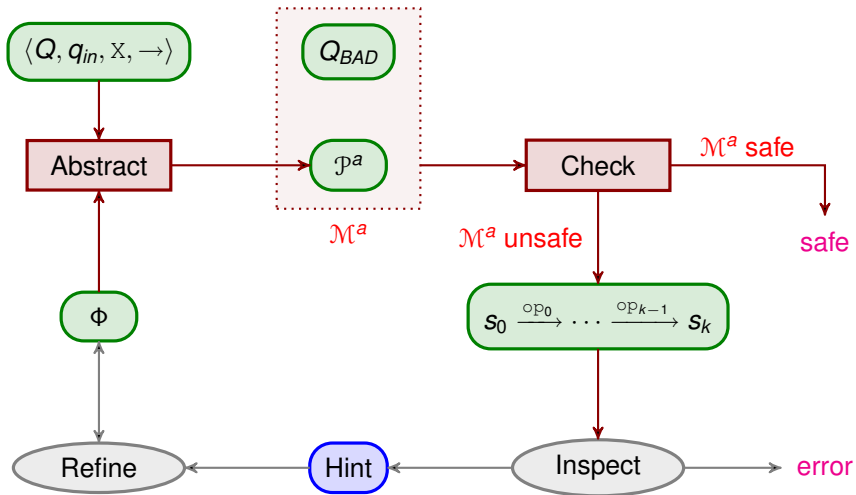 ⟨Q, q_in, X, →⟩
Q_BAD
Abstract
𝒫^a
Check
ℳ^a safe
ℳ^a
ℳ^a unsafe
safe
Φ
s_0 —op_0→ ··· —op_{k−1}→ s_k
Refine
Hint
Inspect
error